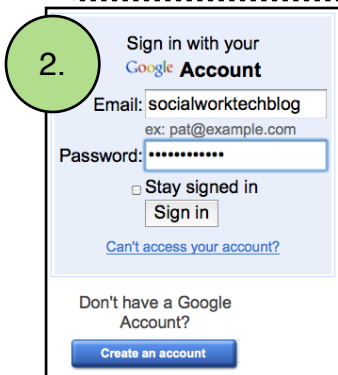 2.
Sign in with your
Google Account
Email: socialworktechblog
ex: pat@example.com
Password: ••••••••••••
Stay signed in
Sign in
Can't access your account?
Don't have a Google
Account?
Create an account